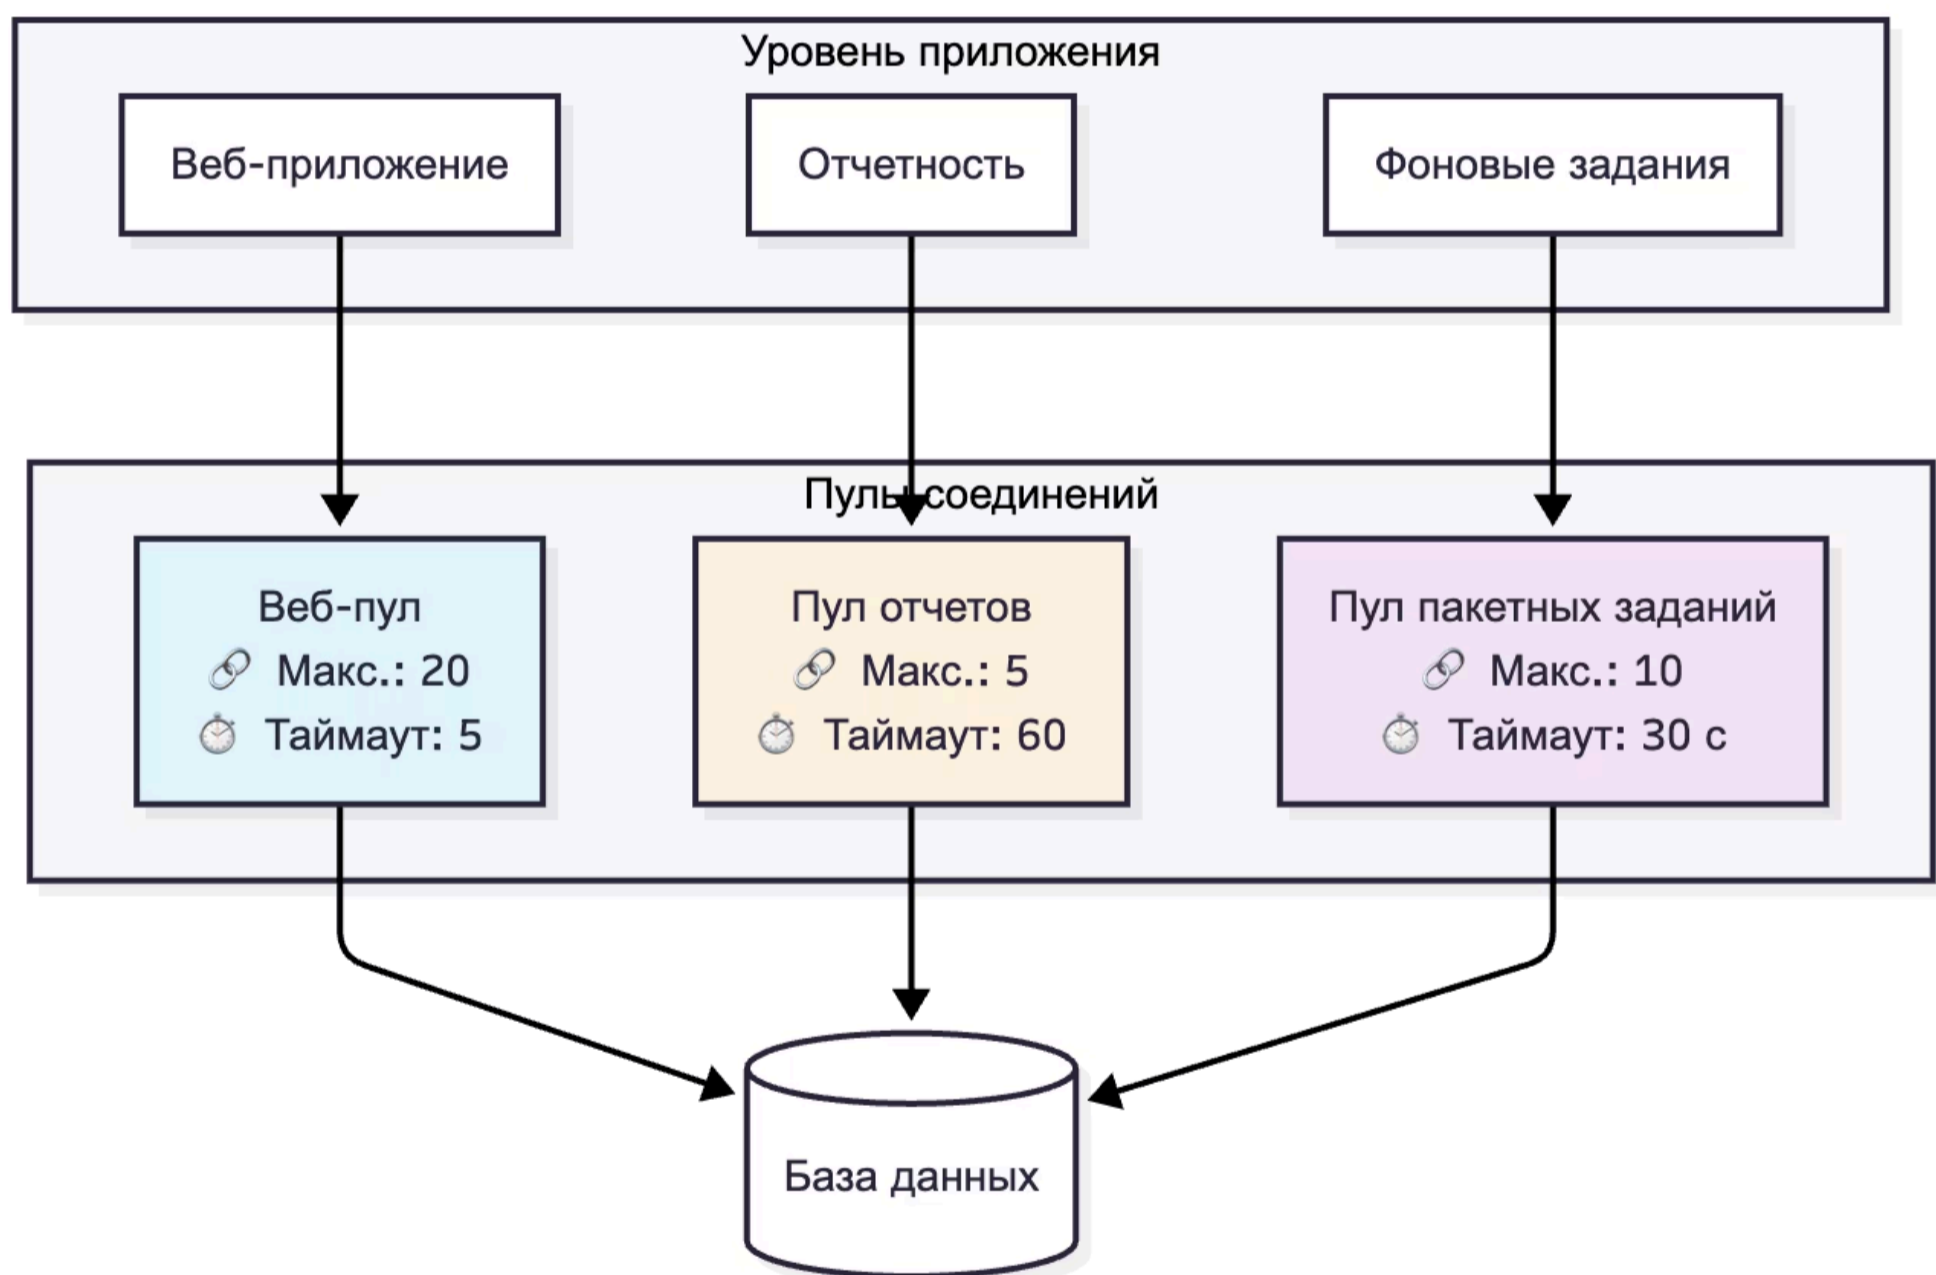 Уровень приложения
Веб-приложение
Отчетность
Фоновые задания
Пулы соединений
Веб-пул
Макс.: 20
Таймаут: 5
Пул отчетов
Макс.: 5
Таймаут: 60
Пул пакетных заданий
Макс.: 10
Таймаут: 30 с
База данных